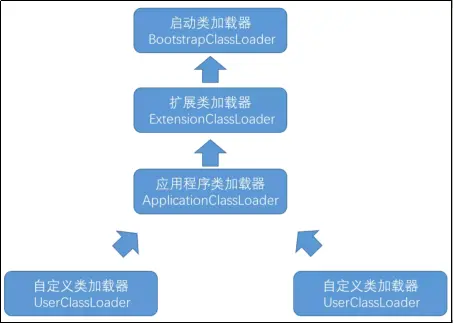 启动类加载器
BootstrapClassLoader
扩展类加载器
ExtensionClassLoader
应用程序类加载器
ApplicationClassLoader
自定义类加载器
UserClassLoader
自定义类加载器
UserClassLoader